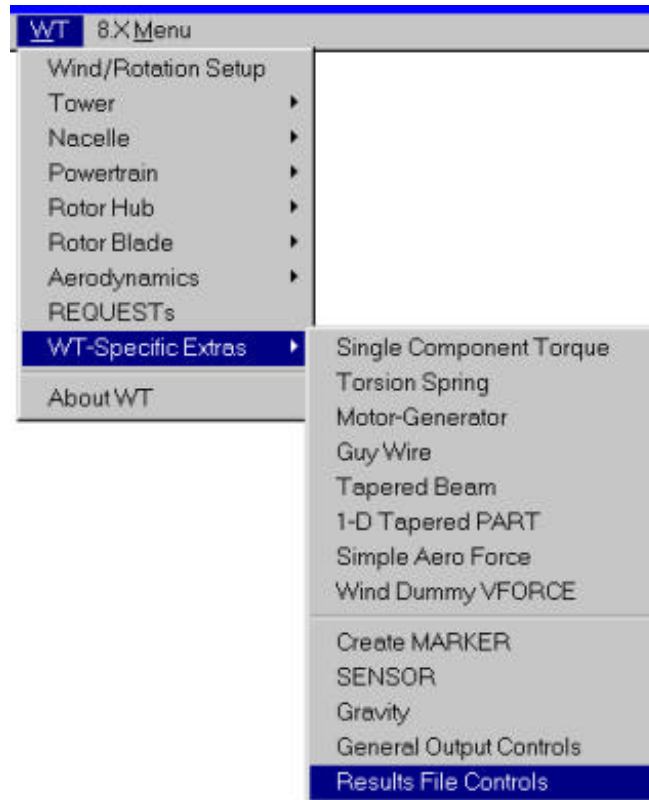 WT 8.X Menu
Wind/Rotation Setup
Tower
Nacelle
Powertrain
Rotor Hub
Rotor Blade
Aerodynamics
REQUESTs
WT-Specific Extras
About WT
Single Component Torque
Torsion Spring
Motor-Generator
Guy Wire
Tapered Beam
1-D Tapered PART
Simple Aero Force
Wind Dummy VFORCE
Create MARKER
SENSOR
Gravity
General Output Controls
Results File Controls